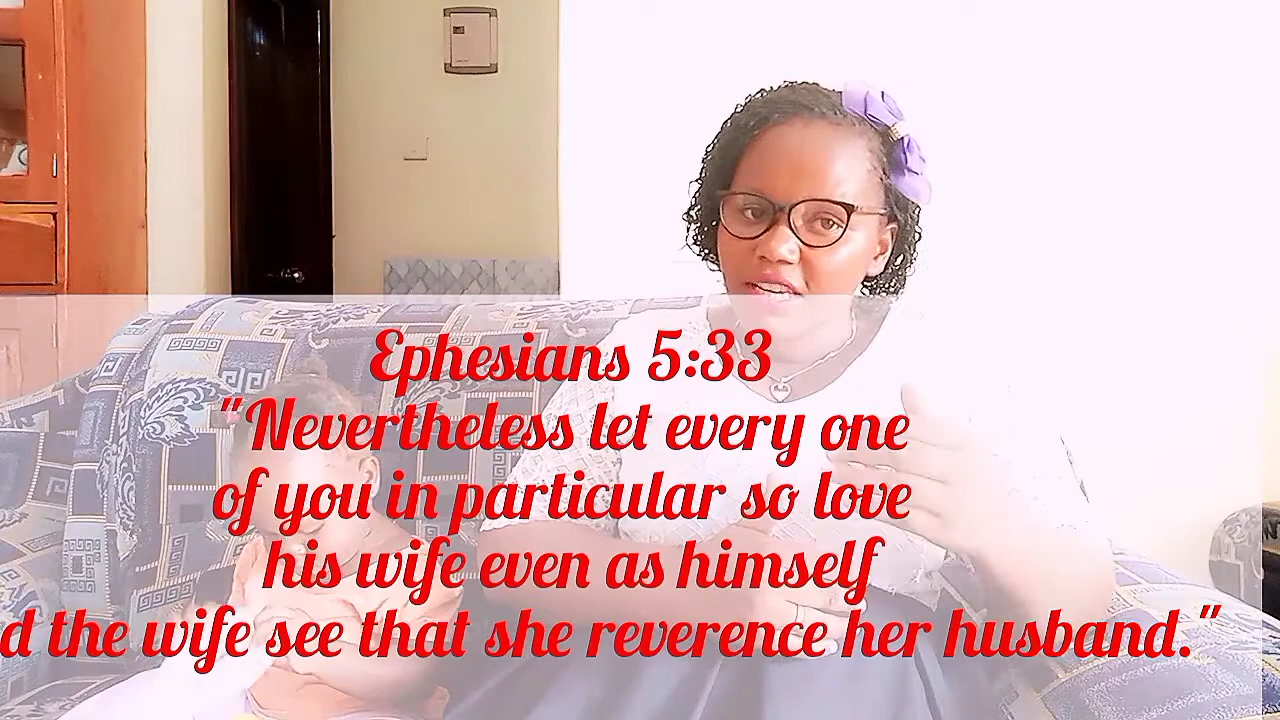 Ephesians 5:33
"Nevertheless let every one
of you in particular so love
his wife even as himself
d the wife see that she reverence her husband."